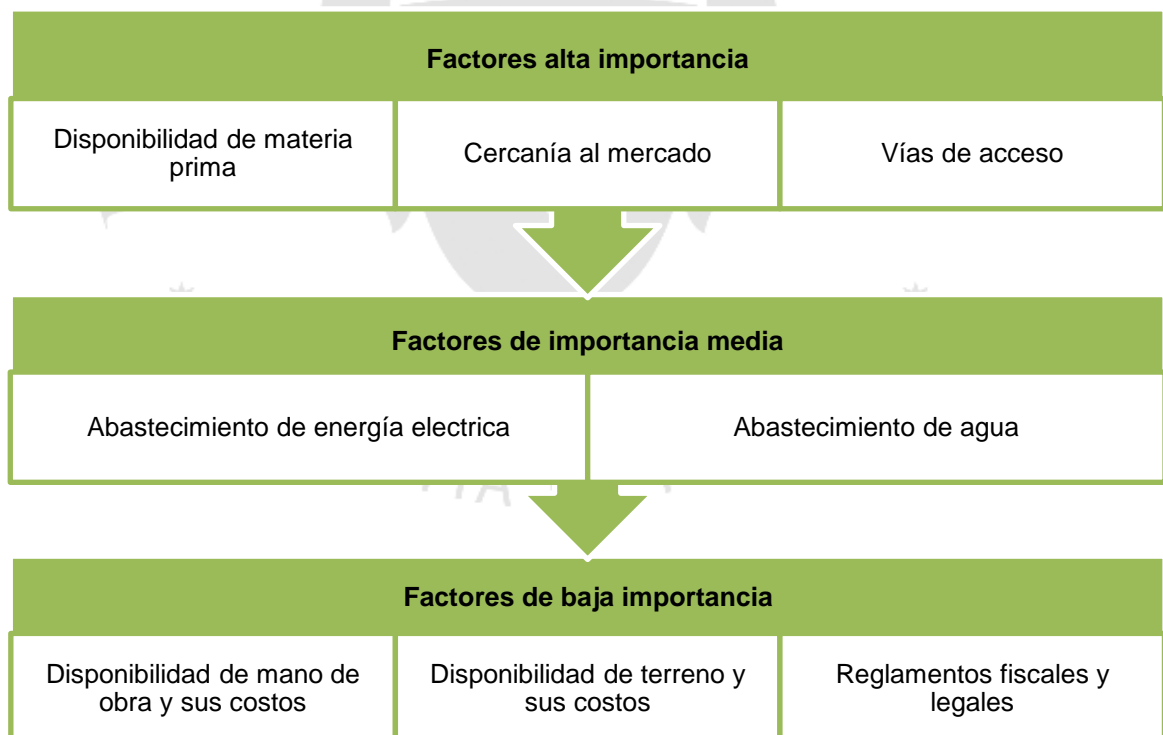 Factores alta importancia
Disponibilidad de materia
prima
Cercanía al mercado
Vías de acceso
Factores de importancia media
Abastecimiento de energía electrica
Abastecimiento de agua
Factores de baja importancia
Disponibilidad de mano de
obra y sus costos
Disponibilidad de terreno y
sus costos
Reglamentos fiscales y
legales